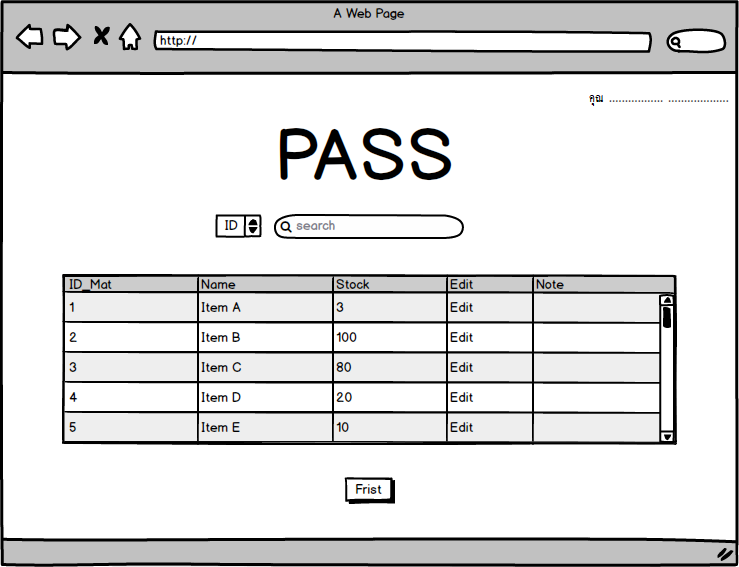 A Web Page
http://
คุณ ................. ...................
PASS
ID search
ID_Mat Name Stock Edit Note
1 Item A 3 Edit
2 Item B 100 Edit
3 Item C 80 Edit
4 Item D 20 Edit
5 Item E 10 Edit
Frist